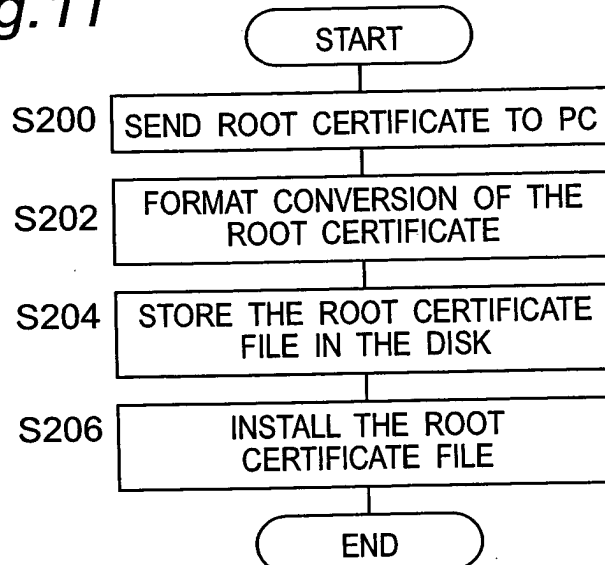 g.11
START
S200 SEND ROOT CERTIFICATE TO PC
S202 FORMAT CONVERSION OF THE
ROOT CERTIFICATE
S204 STORE THE ROOT CERTIFICATE
FILE IN THE DISK
S206 INSTALL THE ROOT
CERTIFICATE FILE
END